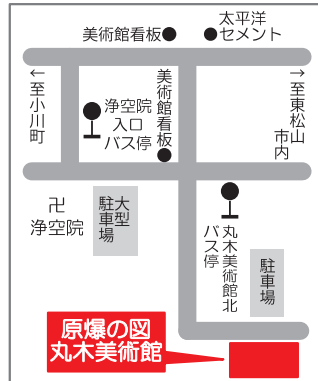 美術館看板
太平洋
セメント
←至小川町
浄空院
入口
バス停
美術館看板
→至東松山
市内
卍
浄空院
大型
駐車場
丸木美術館北
バス停
駐車場
原爆の図
丸木美術館